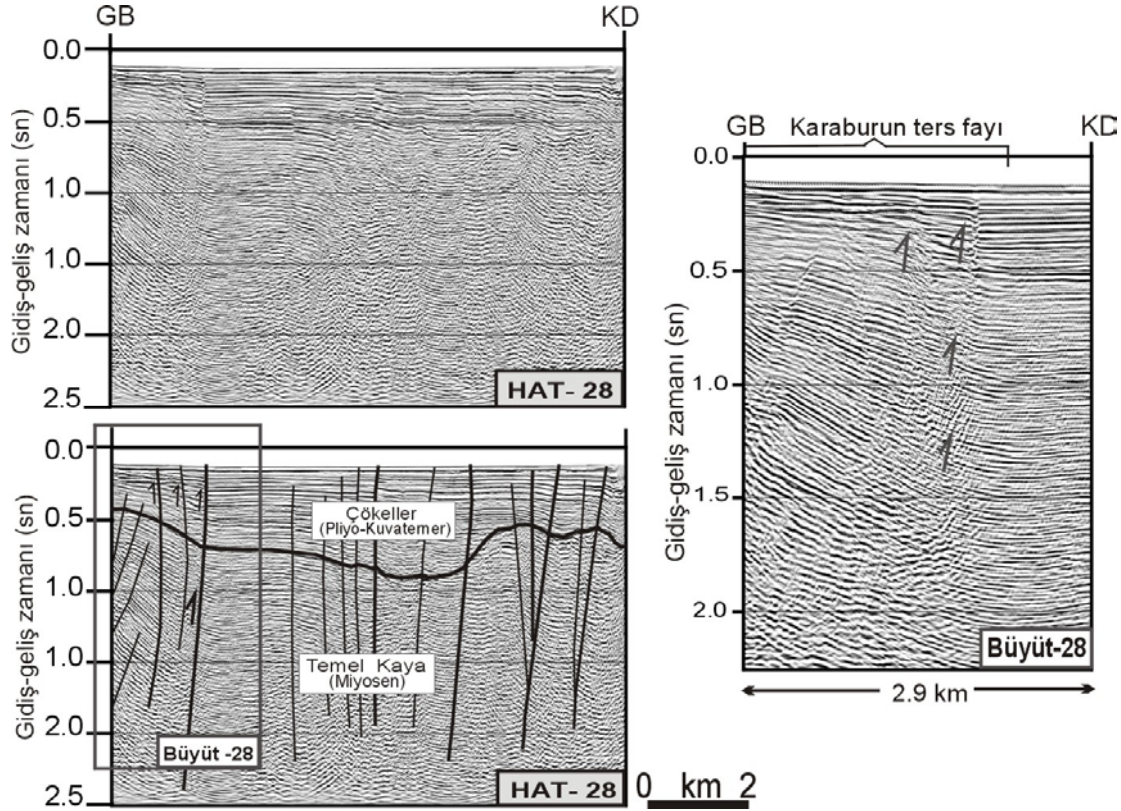 GB KD
0.0
0.5
1.0
1.0
2.0
2.5
Gidiş-geliş zamanı (sn)
HAT- 28
0.0
0.5
1.0
1.0
2.0
2.5
Gidiş-geliş zamanı (sn)
Çökeller
(Pliyo-Kuvaterner)
Temel Kaya
(Miyosen)
Büyüt -28
HAT- 28
0 km 2
GB KD
Karaburun ters fayı
0.0
0.5
1.0
1.5
2.0
Gidiş-geliş zamanı (sn)
Büyüt-28
2.9 km